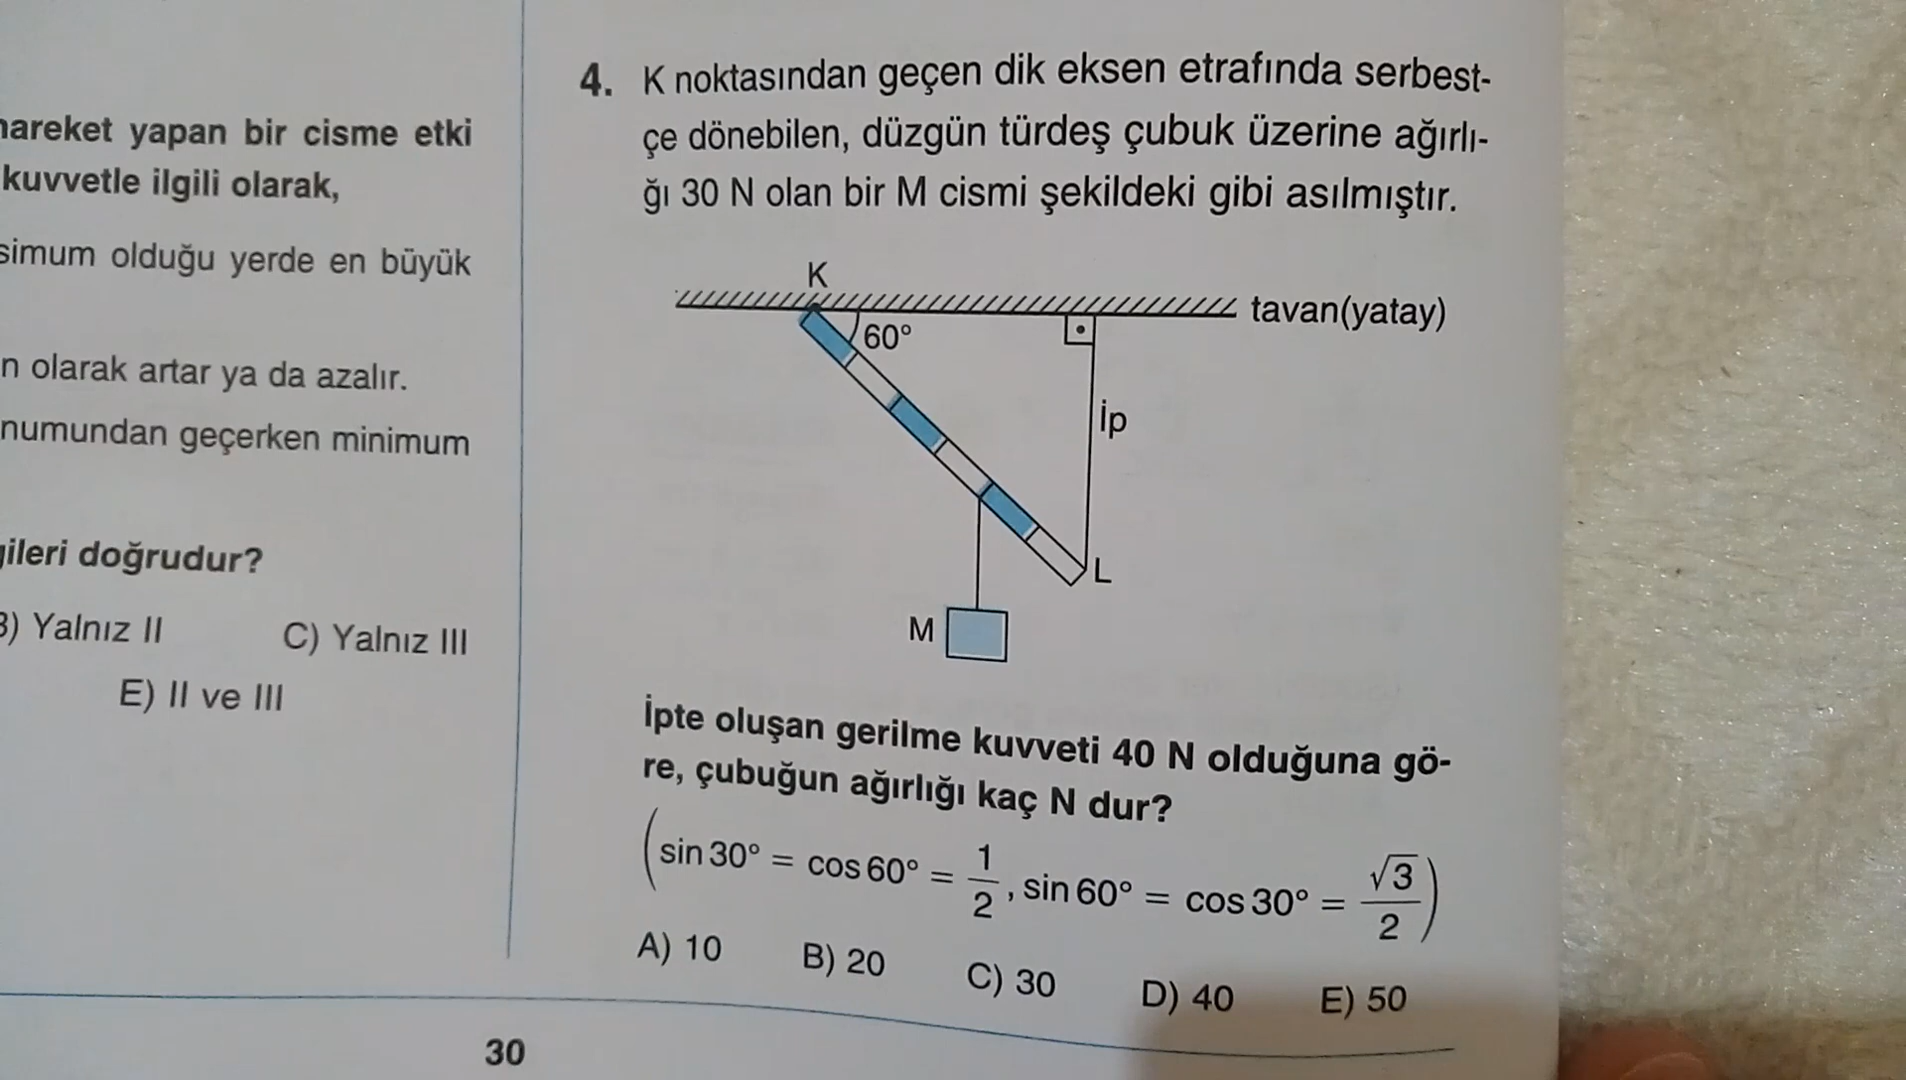 hareket yapan bir cisme etki
kuvvetle ilgili olarak,
olduğu yerde en büyük
n olarak artar ya da azalır.
numundan geçerken minimum
doğrudur?
B) Yalnız II C) Yalnız III
E) II ve III
30
4. K noktasından geçen dik eksen etrafında serbest-
çe dönebilen, düzgün türdeş çubuk üzerine ağırlı-
ğı 30 N olan bir M cismi şekildeki gibi asılmıştır.
K
tavan(yatay)
60°
İp
L
M
İpte oluşan gerilme kuvveti 40 N olduğuna gö-
re, çubuğun ağırlığı kaç N dur?
(sin 30° = cos 60° = 1/2, sin 60° = cos 30° = √3/2)
A) 10 B) 20 C) 30 D) 40 E) 50